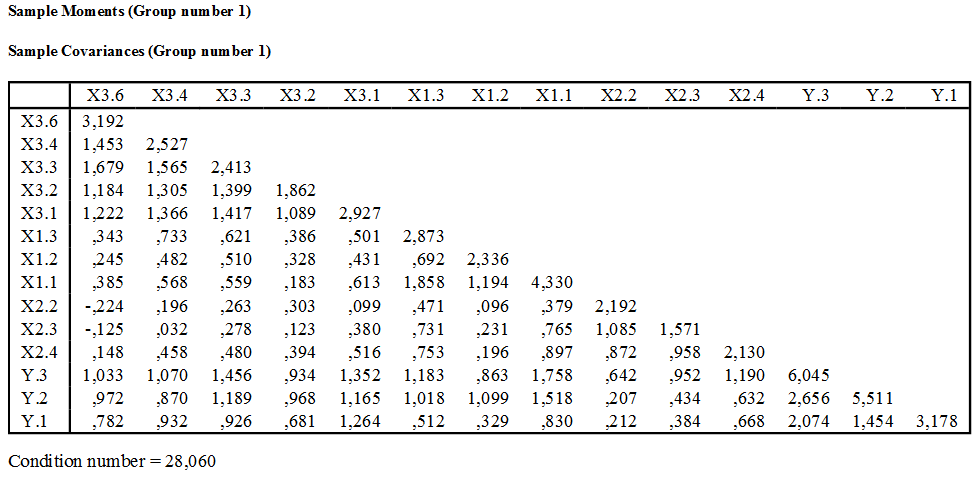 Sample Moments (Group number 1)
Sample Covariances (Group number 1)
X3.6 X3.4 X3.3 X3.2 X3.1 X1.3 X1.2 X1.1 X2.2 X2.3 X2.4 Y.3 Y.2 Y.1
X3.6 3,192
X3.4 1,453 2,527
X3.3 1,679 1,565 2,413
X3.2 1,184 1,305 1,399 1,862
X3.1 1,222 1,366 1,417 1,089 2,927
X1.3 ,343 ,733 ,621 ,386 ,501 2,873
X1.2 ,245 ,482 ,510 ,328 ,431 ,692 2,336
X1.1 ,385 ,568 ,559 ,183 ,613 1,858 1,194 4,330
X2.2 -,224 ,196 ,263 ,303 ,099 ,471 ,096 ,379 2,192
X2.3 -,125 ,032 ,278 ,123 ,380 ,731 ,231 ,765 1,085 1,571
X2.4 ,148 ,458 ,480 ,394 ,516 ,753 ,196 ,897 ,872 ,958 2,130
Y.3 1,033 1,070 1,456 ,934 1,352 1,183 ,863 1,758 ,642 ,952 1,190 6,045
Y.2 ,972 ,870 1,189 ,968 1,165 1,018 1,099 1,518 ,207 ,434 ,632 2,656 5,511
Y.1 ,782 ,932 ,926 ,681 1,264 ,512 ,329 ,830 ,212 ,384 ,668 2,074 1,454 3,178
Condition number = 28,060